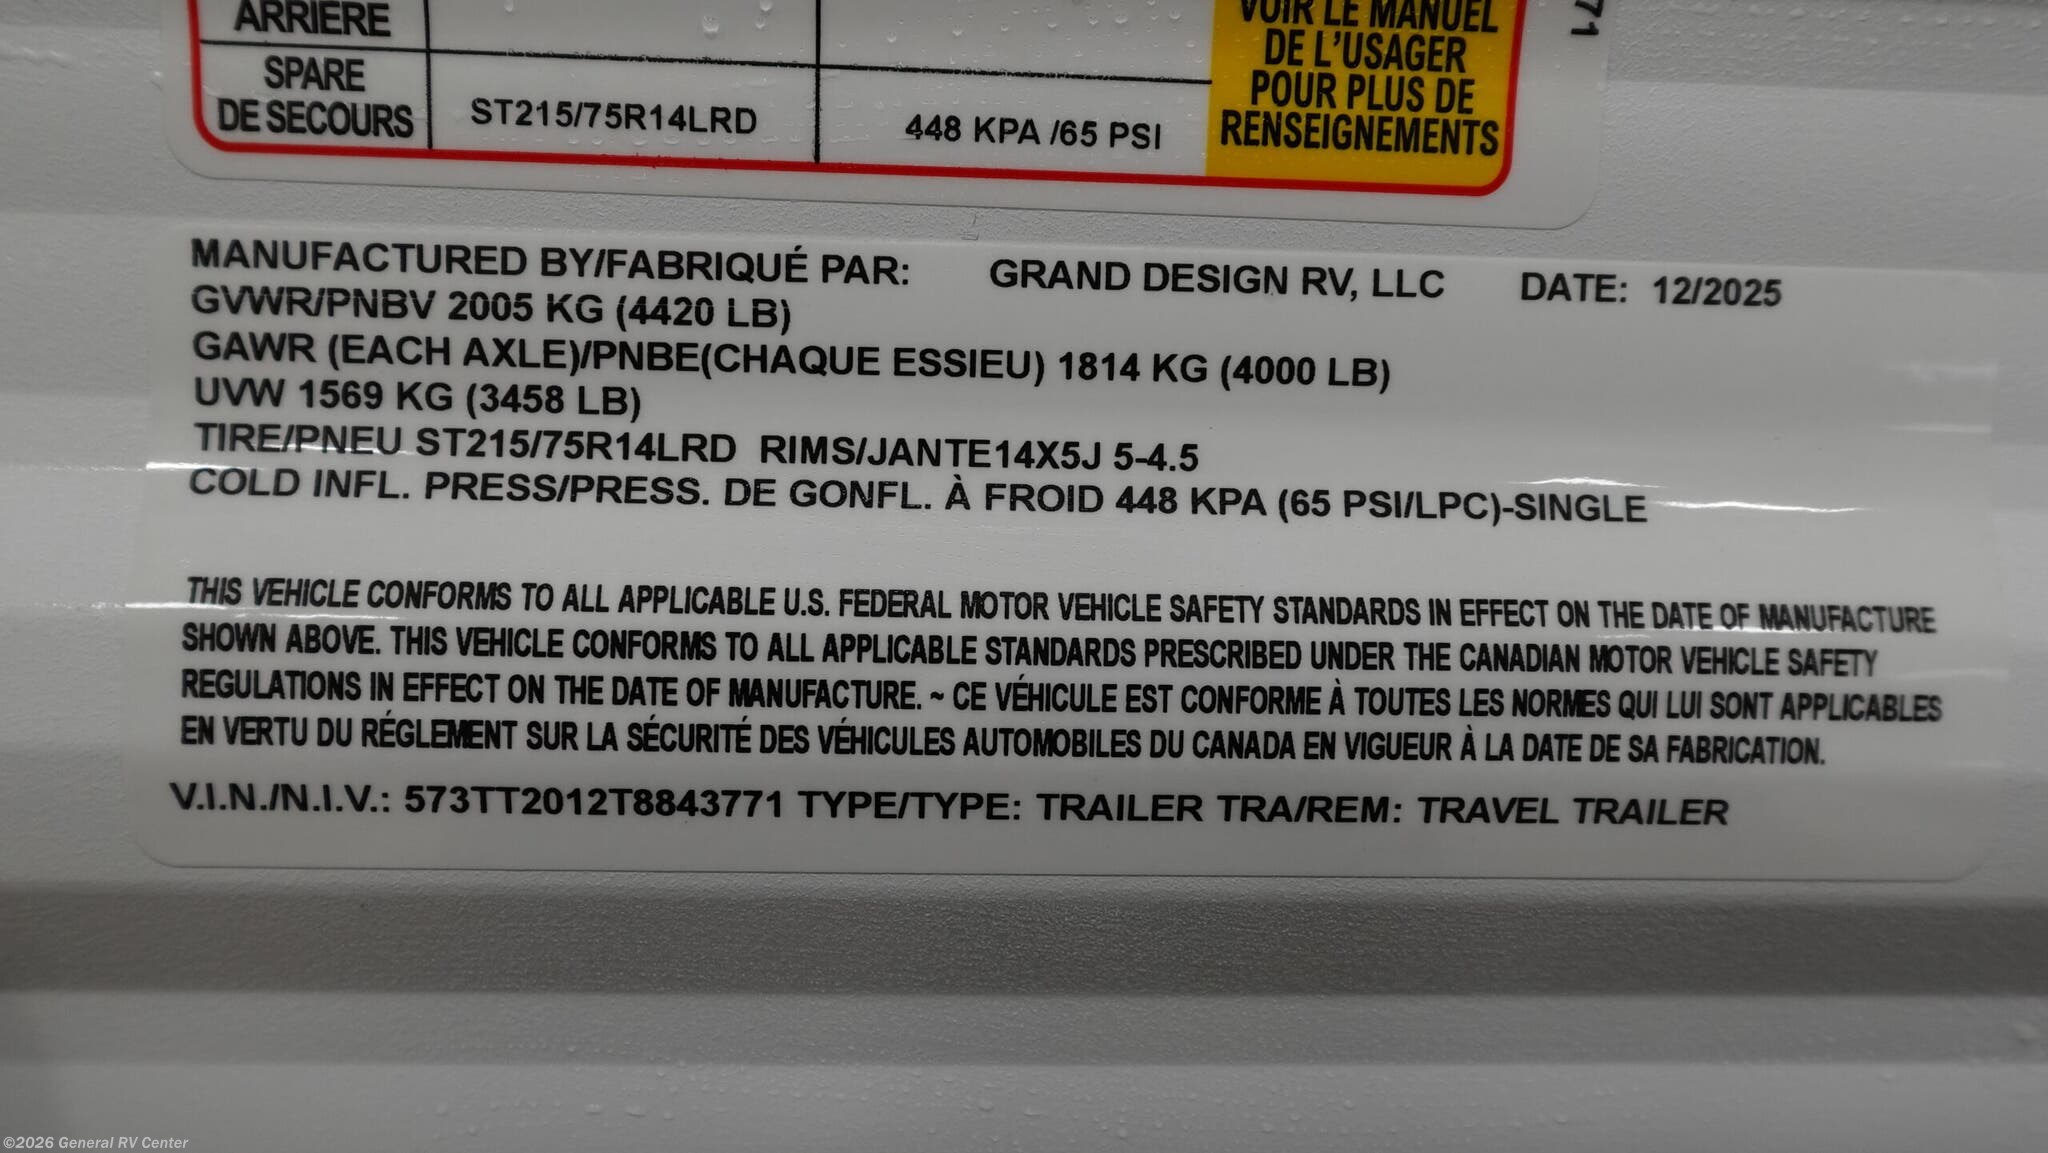 ARRIÈRE
SPARE
DE SECOURS
ST215/75R14LRD
448 KPA /65 PSI
VOIR LE MANUEL
DE L'USAGER
POUR PLUS DE
RENSEIGNEMENTS
71
MANUFACTURED BY/FABRIQUÉ PAR: GRAND DESIGN RV, LLC DATE: 12/2025
GVWR/PNBV 2005 KG (4420 LB)
GAWR (EACH AXLE)/PNBE(CHAQUE ESSIEU) 1814 KG (4000 LB)
UVW 1569 KG (3458 LB)
TIRE/PNEU ST215/75R14LRD RIMS/JANTE14X5J 5-4.5
COLD INFL. PRESS/PRESS. DE GONFL. À FROID 448 KPA (65 PSI/LPC)-SINGLE
THIS VEHICLE CONFORMS TO ALL APPLICABLE U.S. FEDERAL MOTOR VEHICLE SAFETY STANDARDS IN EFFECT ON THE DATE OF MANUFACTURE
SHOWN ABOVE. THIS VEHICLE CONFORMS TO ALL APPLICABLE STANDARDS PRESCRIBED UNDER THE CANADIAN MOTOR VEHICLE SAFETY
REGULATIONS IN EFFECT ON THE DATE OF MANUFACTURE. ~ CE VÉHICULE EST CONFORME À TOUTES LES NORMES QUI LUI SONT APPLICABLES
EN VERTU DU RÉGLEMENT SUR LA SÉCURITÉ DES VÉHICULES AUTOMOBILES DU CANADA EN VIGUEUR À LA DATE DE SA FABRICATION.
V.I.N./N.I.V.: 573TT2012T8843771 TYPE/TYPE: TRAILER TRA/REM: TRAVEL TRAILER
©2026 General RV Center